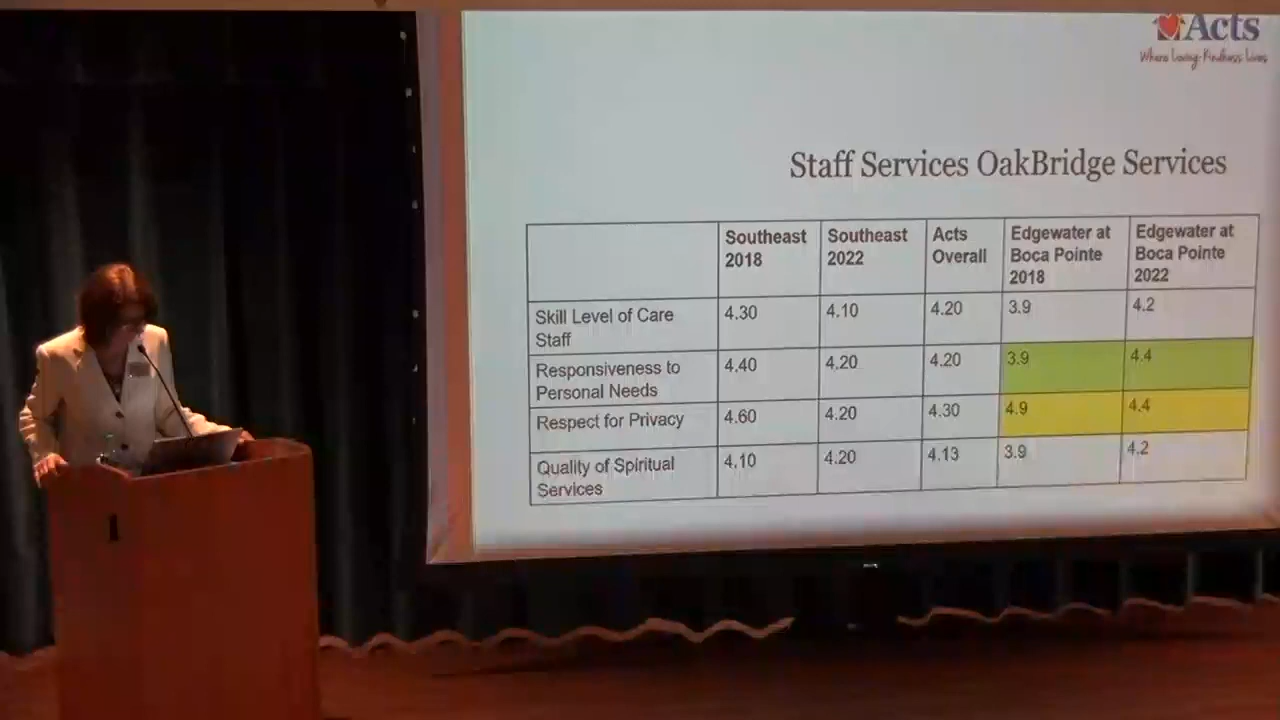 Acts
Where Loving-Kindness Lives
Staff Services OakBridge Services
Southeast 2018 Southeast 2022 Acts Overall Edgewater at Boca Pointe 2018 Edgewater at Boca Pointe 2022
Skill Level of Care Staff 4.30 4.10 4.20 3.9 4.2
Responsiveness to Personal Needs 4.40 4.20 4.20 3.9 4.4
Respect for Privacy 4.60 4.20 4.30 4.9 4.4
Quality of Spiritual Services 4.10 4.20 4.13 3.9 4.2